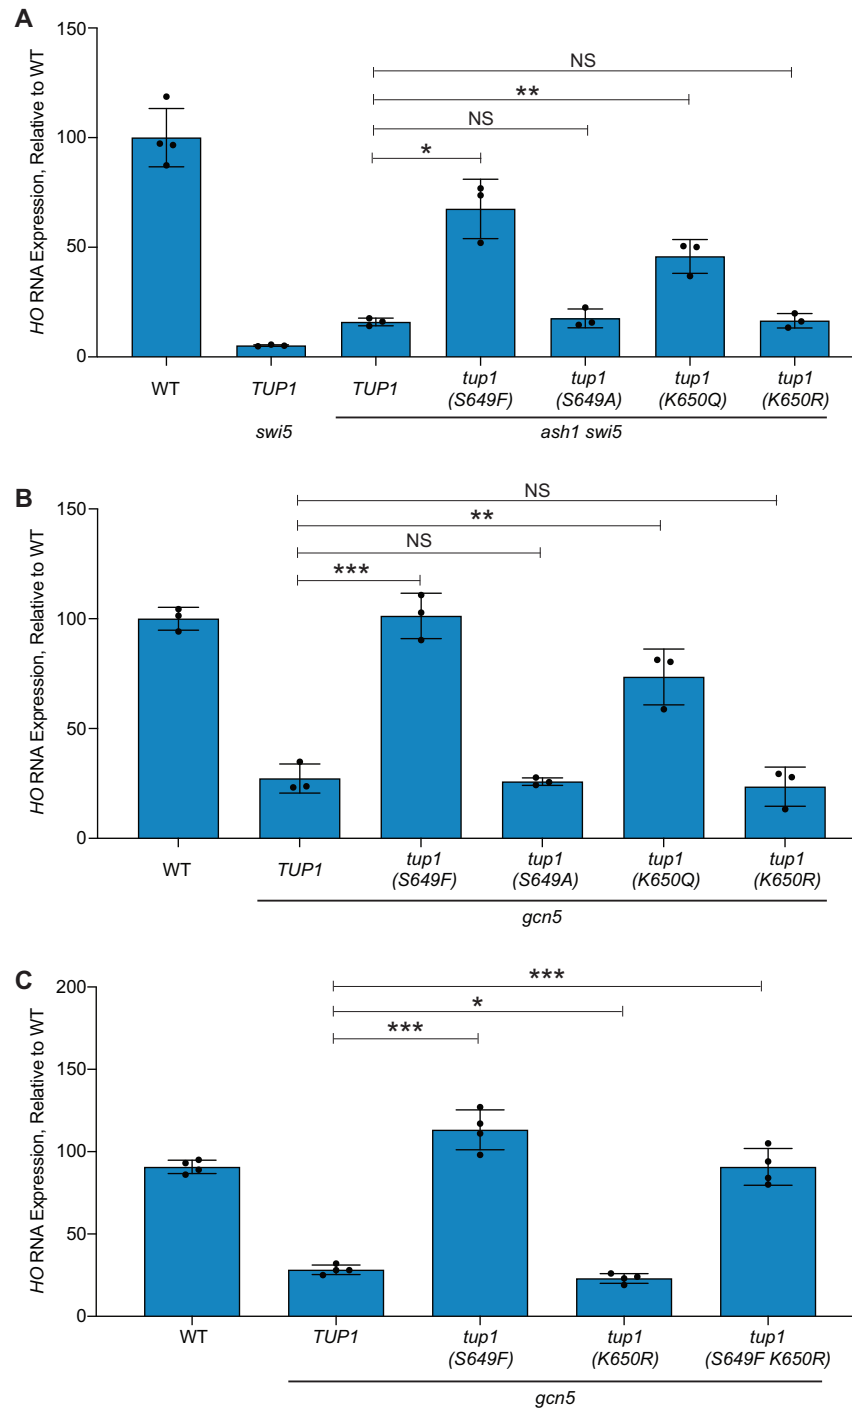 A
HO RNA Expression, Relative to WT
150
100
50
0
NS
**
NS
*
WT
TUP1
TUP1
tup1
(S649F)
tup1
(S649A)
tup1
(K650Q)
tup1
(K650R)
swi5
ash1 swi5
B
HO RNA Expression, Relative to WT
150
100
50
0
NS
**
NS
***
WT
TUP1
tup1
(S649F)
tup1
(S649A)
tup1
(K650Q)
tup1
(K650R)
gcn5
C
HO RNA Expression, Relative to WT
200
150
100
50
0
***
*
***
WT
TUP1
tup1
(S649F)
tup1
(K650R)
tup1
(S649F K650R)
gcn5